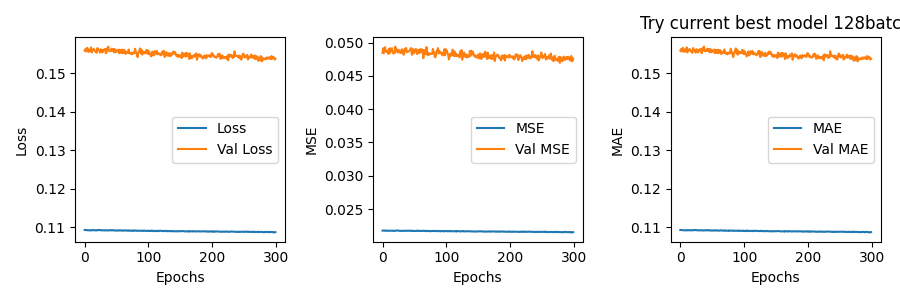 Try current best model 128batc
0.15
0.14
0.13
0.12
0.11
Loss
Loss
Val Loss
0 100 200 300
Epochs
0.050
0.045
0.040
0.035
0.030
0.025
MSE
MSE
Val MSE
0 100 200 300
Epochs
0.15
0.14
0.13
0.12
0.11
MAE
MAE
Val MAE
0 100 200 300
Epochs